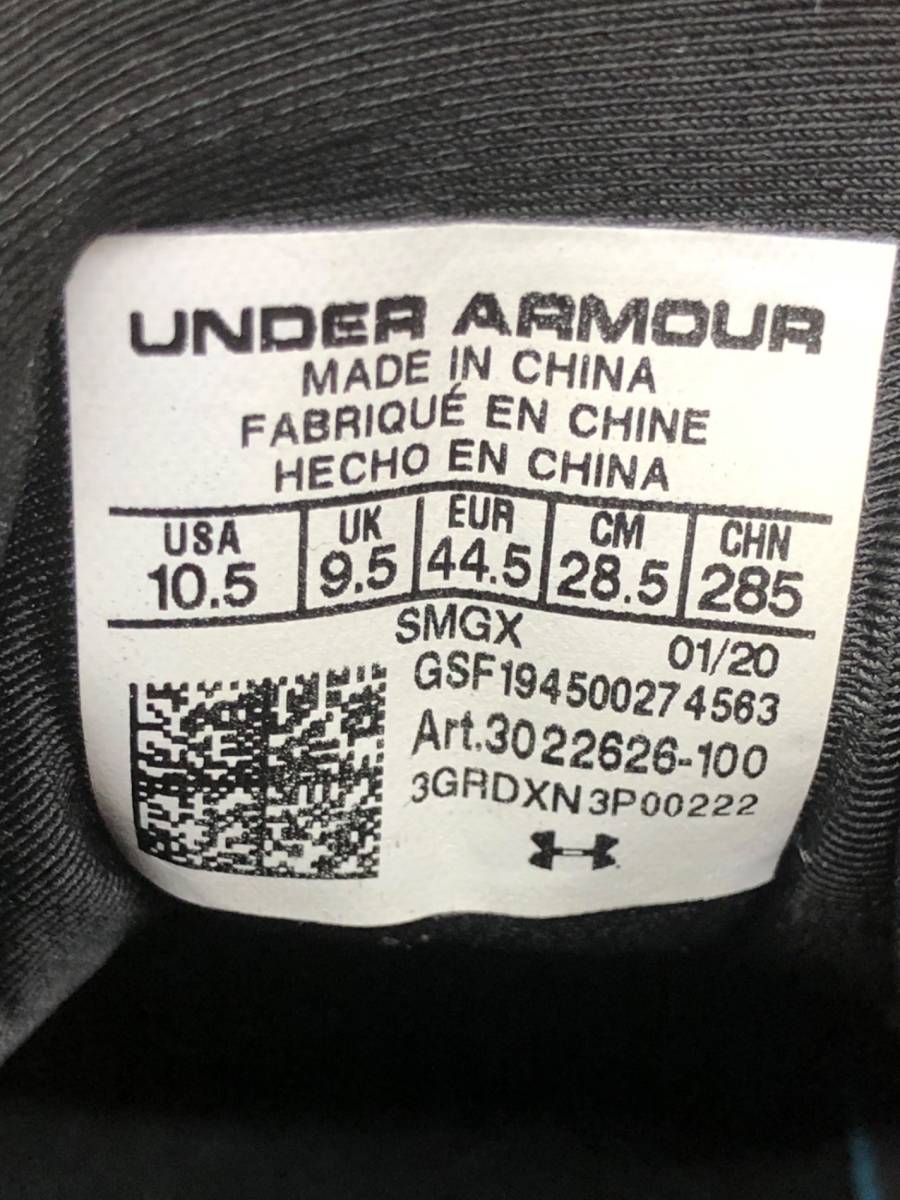 UNDER ARMOUR
MADE IN CHINA
FABRIQUÉ EN CHINE
HECHO EN CHINA
USA UK EUR CM CHN
10.5 9.5 44.5 28.5 285
SMGX 01/20
GSF194500274563
Art.3022626-100
3GRDXN3P00222